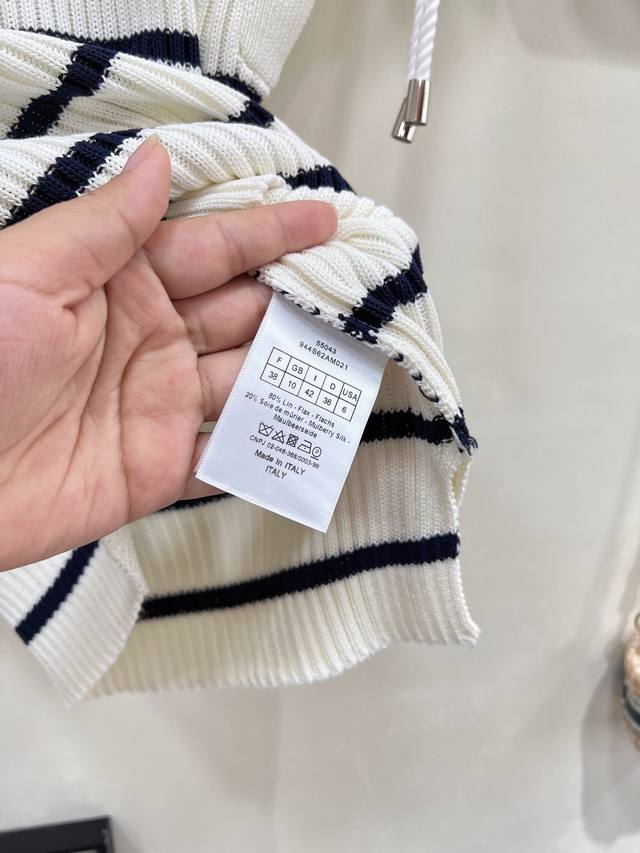 S5043
944S62AM021
F GB I D USA
38 10 42 36 6
80% Lin - Flax - Flachs
20% Soie de mûrier - Mulberry Silk -
Maulbeerseide
CNPJ 02-046-368/0003-99
Made in ITALY
ITALY